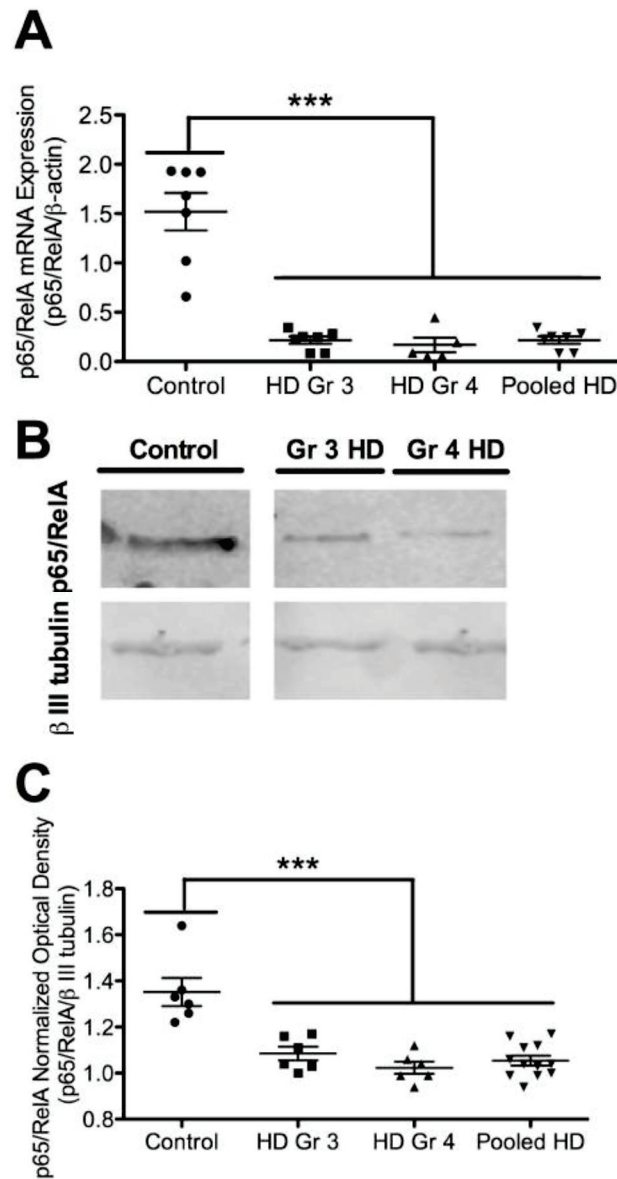 A
p65/RelA mRNA Expression
(p65/RelA/β-actin)
***
2.5
2.0
1.5
1.0
0.5
0.0
Control HD Gr 3 HD Gr 4 Pooled HD
B
Control Gr 3 HD Gr 4 HD
β III tubulin p65/RelA
C
p65/RelA Normalized Optical Density
(p65/RelA/β III tubulin)
***
1.8
1.6
1.4
1.2
1.0
0.8
Control HD Gr 3 HD Gr 4 Pooled HD